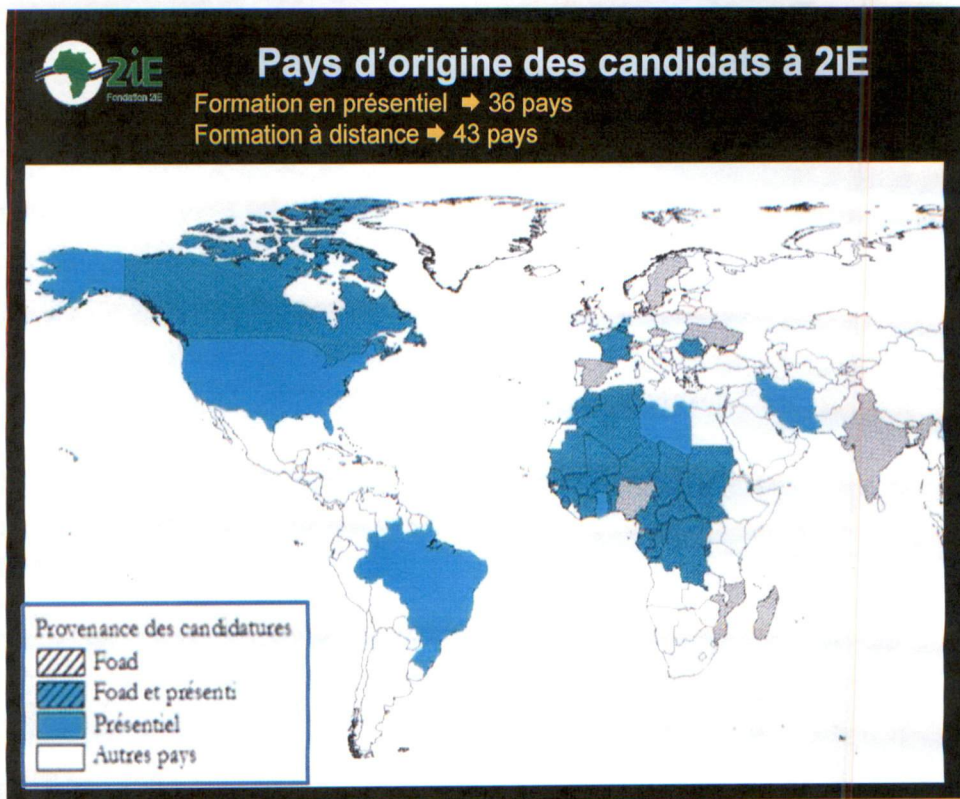 2iE
Fondation 2iE
Pays d'origine des candidats à 2iE
Formation en présentiel ➡ 36 pays
Formation à distance ➡ 43 pays
Provenance des candidatures
Foad
Foad et présenti
Présentiel
Autres pays